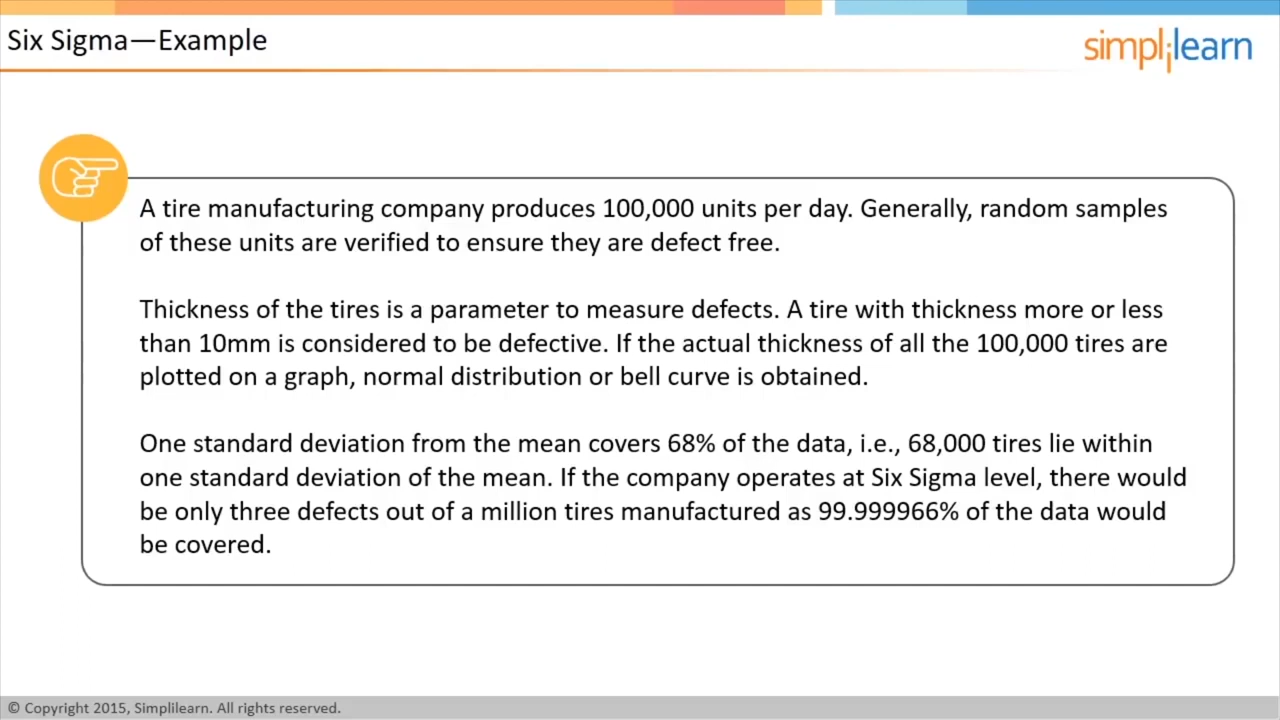 Six Sigma—Example
simplilearn
A tire manufacturing company produces 100,000 units per day. Generally, random samples
of these units are verified to ensure they are defect free.
Thickness of the tires is a parameter to measure defects. A tire with thickness more or less
than 10mm is considered to be defective. If the actual thickness of all the 100,000 tires are
plotted on a graph, normal distribution or bell curve is obtained.
One standard deviation from the mean covers 68% of the data, i.e., 68,000 tires lie within
one standard deviation of the mean. If the company operates at Six Sigma level, there would
be only three defects out of a million tires manufactured as 99.999966% of the data would
be covered.
© Copyright 2015, Simplilearn. All rights reserved.